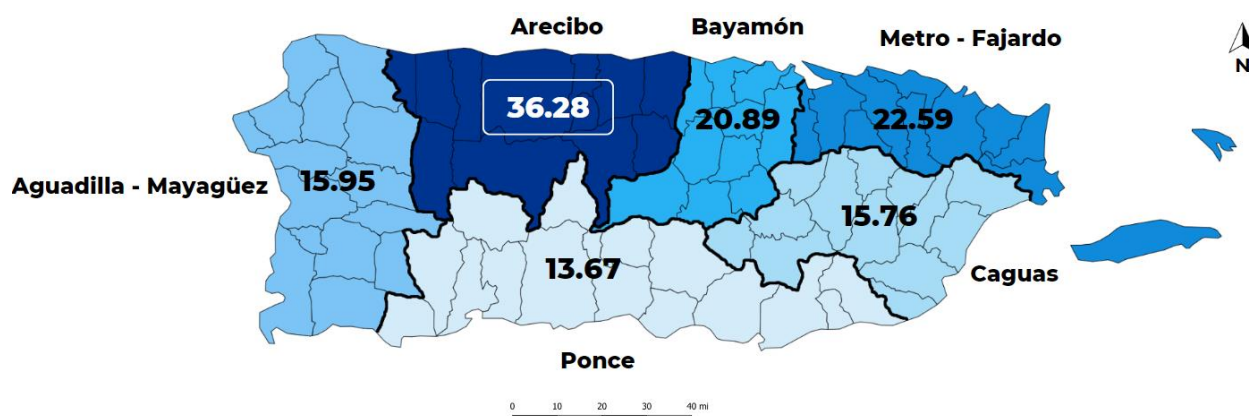 Arecibo
Bayamón
Metro - Fajardo
N
36.28
20.89
22.59
Aguadilla - Mayagüez
15.95
15.76
13.67
Caguas
Ponce
0 10 20 30 40 mi